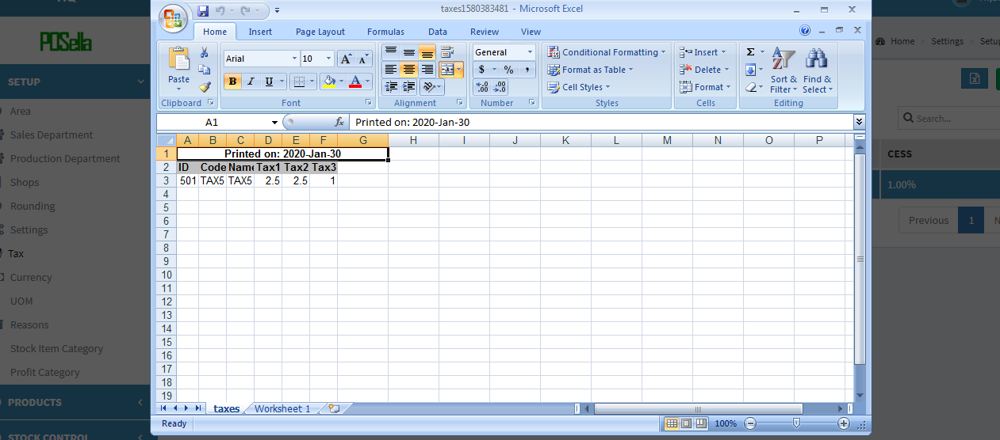 taxes1580383481 - Microsoft Excel
Home Insert Page Layout Formulas Data Review View
Paste
Clipboard
Arial 10
B I U
Font
Alignment
General
$ % ,
Number
Conditional Formatting
Format as Table
Cell Styles
Styles
Insert
Delete
Format
Cells
Σ
Sort & Filter
Find & Select
Editing
A1 fx Printed on: 2020-Jan-30
A B C D E F G H I J K L M N O P
1 Printed on: 2020-Jan-30
2 ID Code Name Tax1 Tax2 Tax3
3 501 TAX5 TAX5 2.5 2.5 1
4
5
6
7
8
9
10
11
12
13
14
15
16
17
18
19
taxes Worksheet 1
Ready 100%
POSella
SETUP
Area
Sales Department
Production Department
Shops
Rounding
Settings
Tax
Currency
UOM
Reasons
Stock Item Category
Profit Category
PRODUCTS
STOCK CONTROL
Home > Settings > Setu
Search...
CESS
1.00%
Previous 1 N